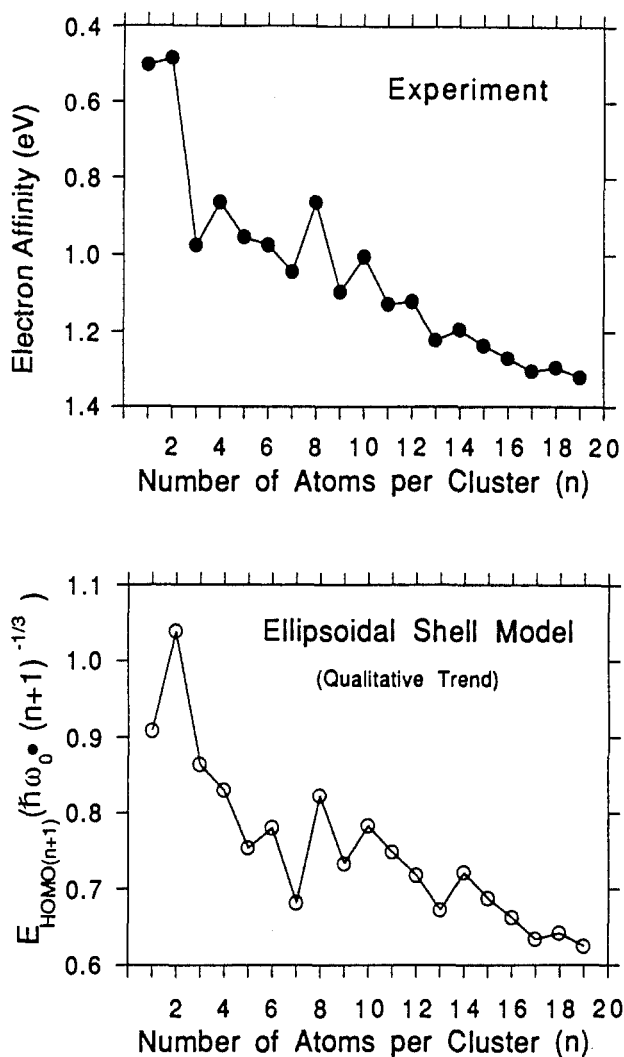 0.4
0.6
0.8
1.0
1.2
1.4
Electron Affinity (eV)
Experiment
2 4 6 8 10 12 14 16 18 20
Number of Atoms per Cluster (n)
1.1
1.0
0.9
0.8
0.7
0.6
E HOMO(n+1) (ħω0• (n+1) -1/3)
Ellipsoidal Shell Model
(Qualitative Trend)
2 4 6 8 10 12 14 16 18 20
Number of Atoms per Cluster (n)